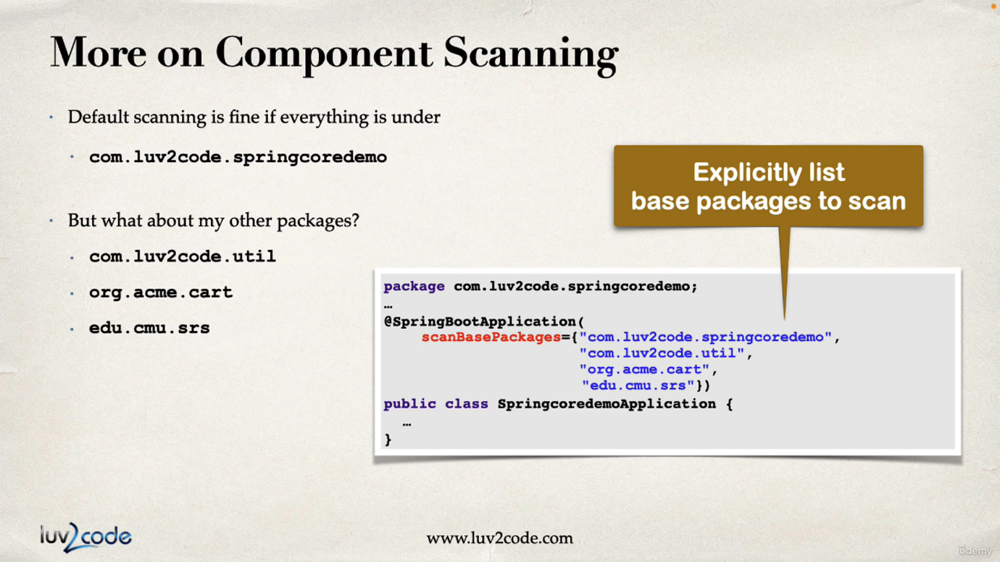 More on Component Scanning
• Default scanning is fine if everything is under
• com.luv2code.springcoredemo
• But what about my other packages?
• com.luv2code.util
• org.acme.cart
• edu.cmu.srs
Explicitly list
base packages to scan
package com.luv2code.springcoredemo;
…
@SpringBootApplication(
scanBasePackages={"com.luv2code.springcoredemo",
"com.luv2code.util",
"org.acme.cart",
"edu.cmu.srs"})
public class SpringcoredemoApplication {
…
}
luv2code
www.luv2code.com
ûdemy